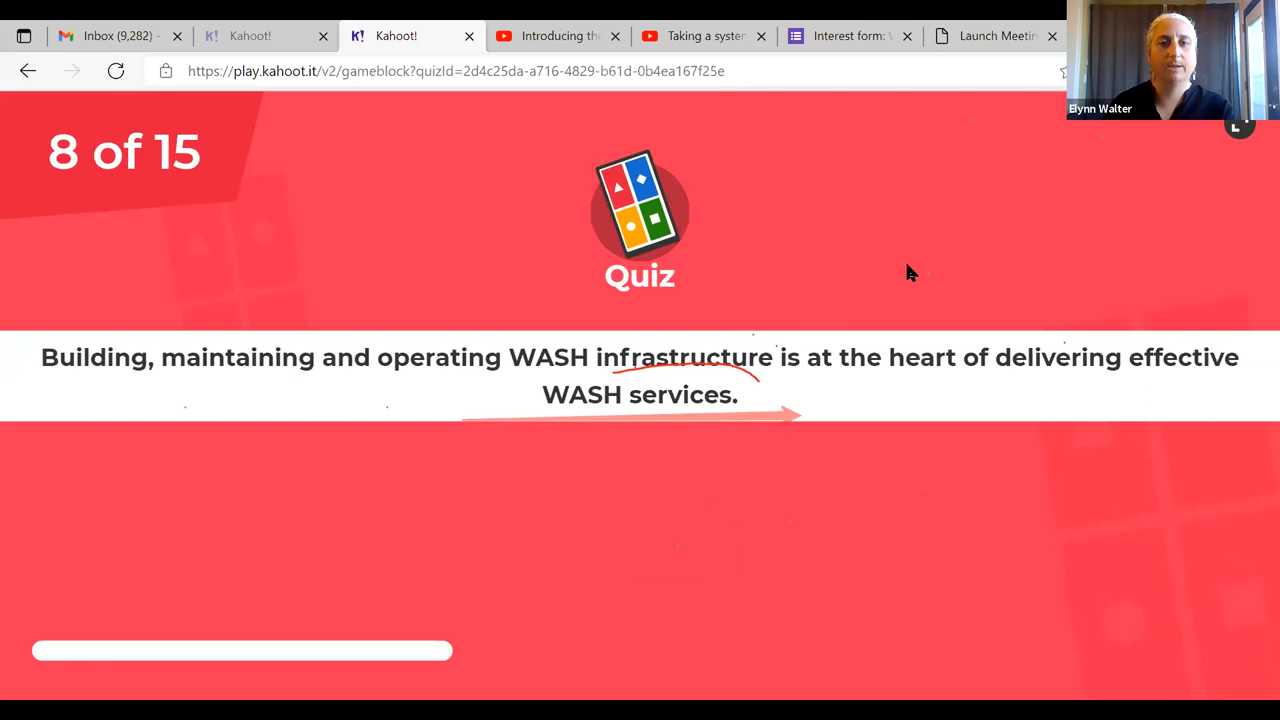 Inbox (9,282) -
Kahoot!
Kahoot!
Introducing the
Taking a system
Interest form: V
Launch Meetin
https://play.kahoot.it/v2/gameblock?quizId=2d4c25da-a716-4829-b61d-0b4ea167f25e
Elynn Walter
8 of 15
Quiz
Building, maintaining and operating WASH infrastructure is at the heart of delivering effective
WASH services.